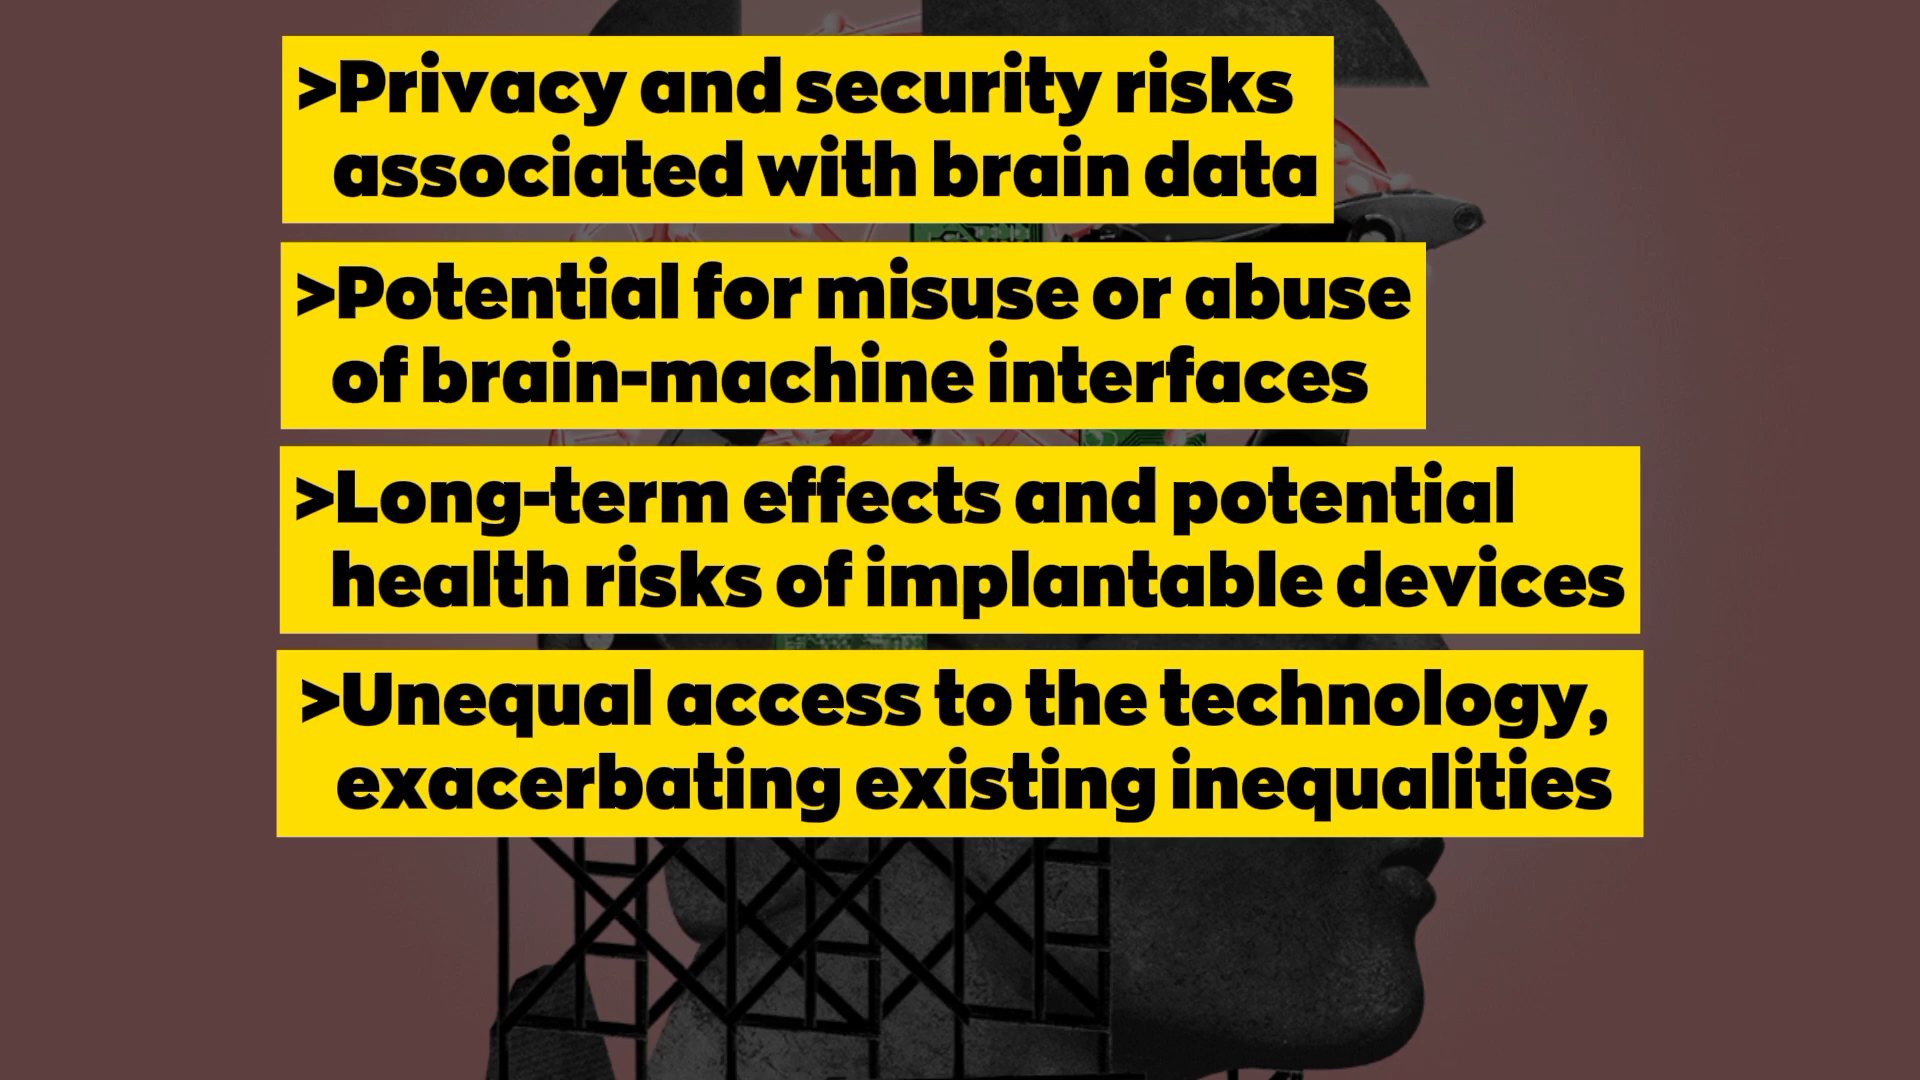 >Privacy and security risks
associated with brain data
>Potential for misuse or abuse
of brain-machine interfaces
>Long-term effects and potential
health risks of implantable devices
>Unequal access to the technology,
exacerbating existing inequalities